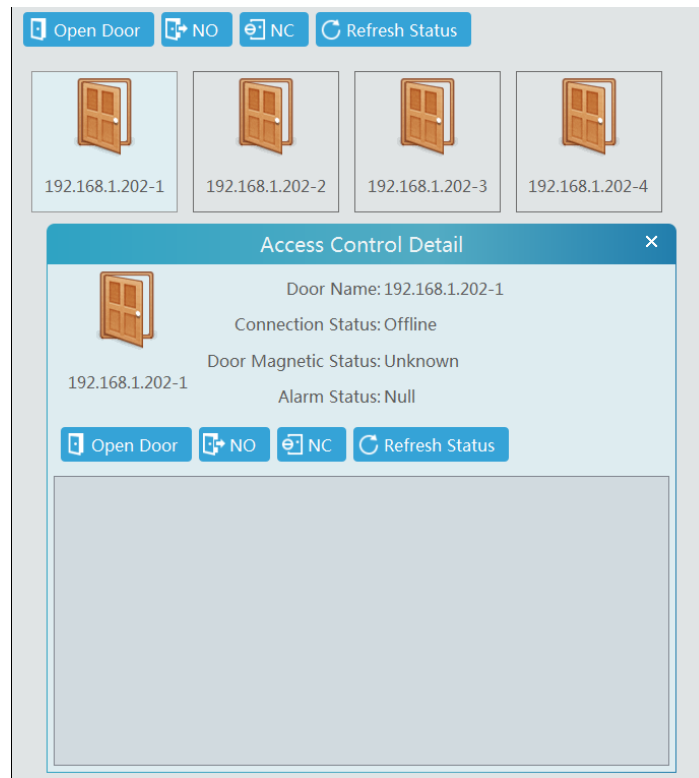 Open Door NO NC Refresh Status
192.168.1.202-1 192.168.1.202-2 192.168.1.202-3 192.168.1.202-4
Access Control Detail
Door Name: 192.168.1.202-1
Connection Status: Offline
Door Magnetic Status: Unknown
192.168.1.202-1
Alarm Status: Null
Open Door NO NC Refresh Status